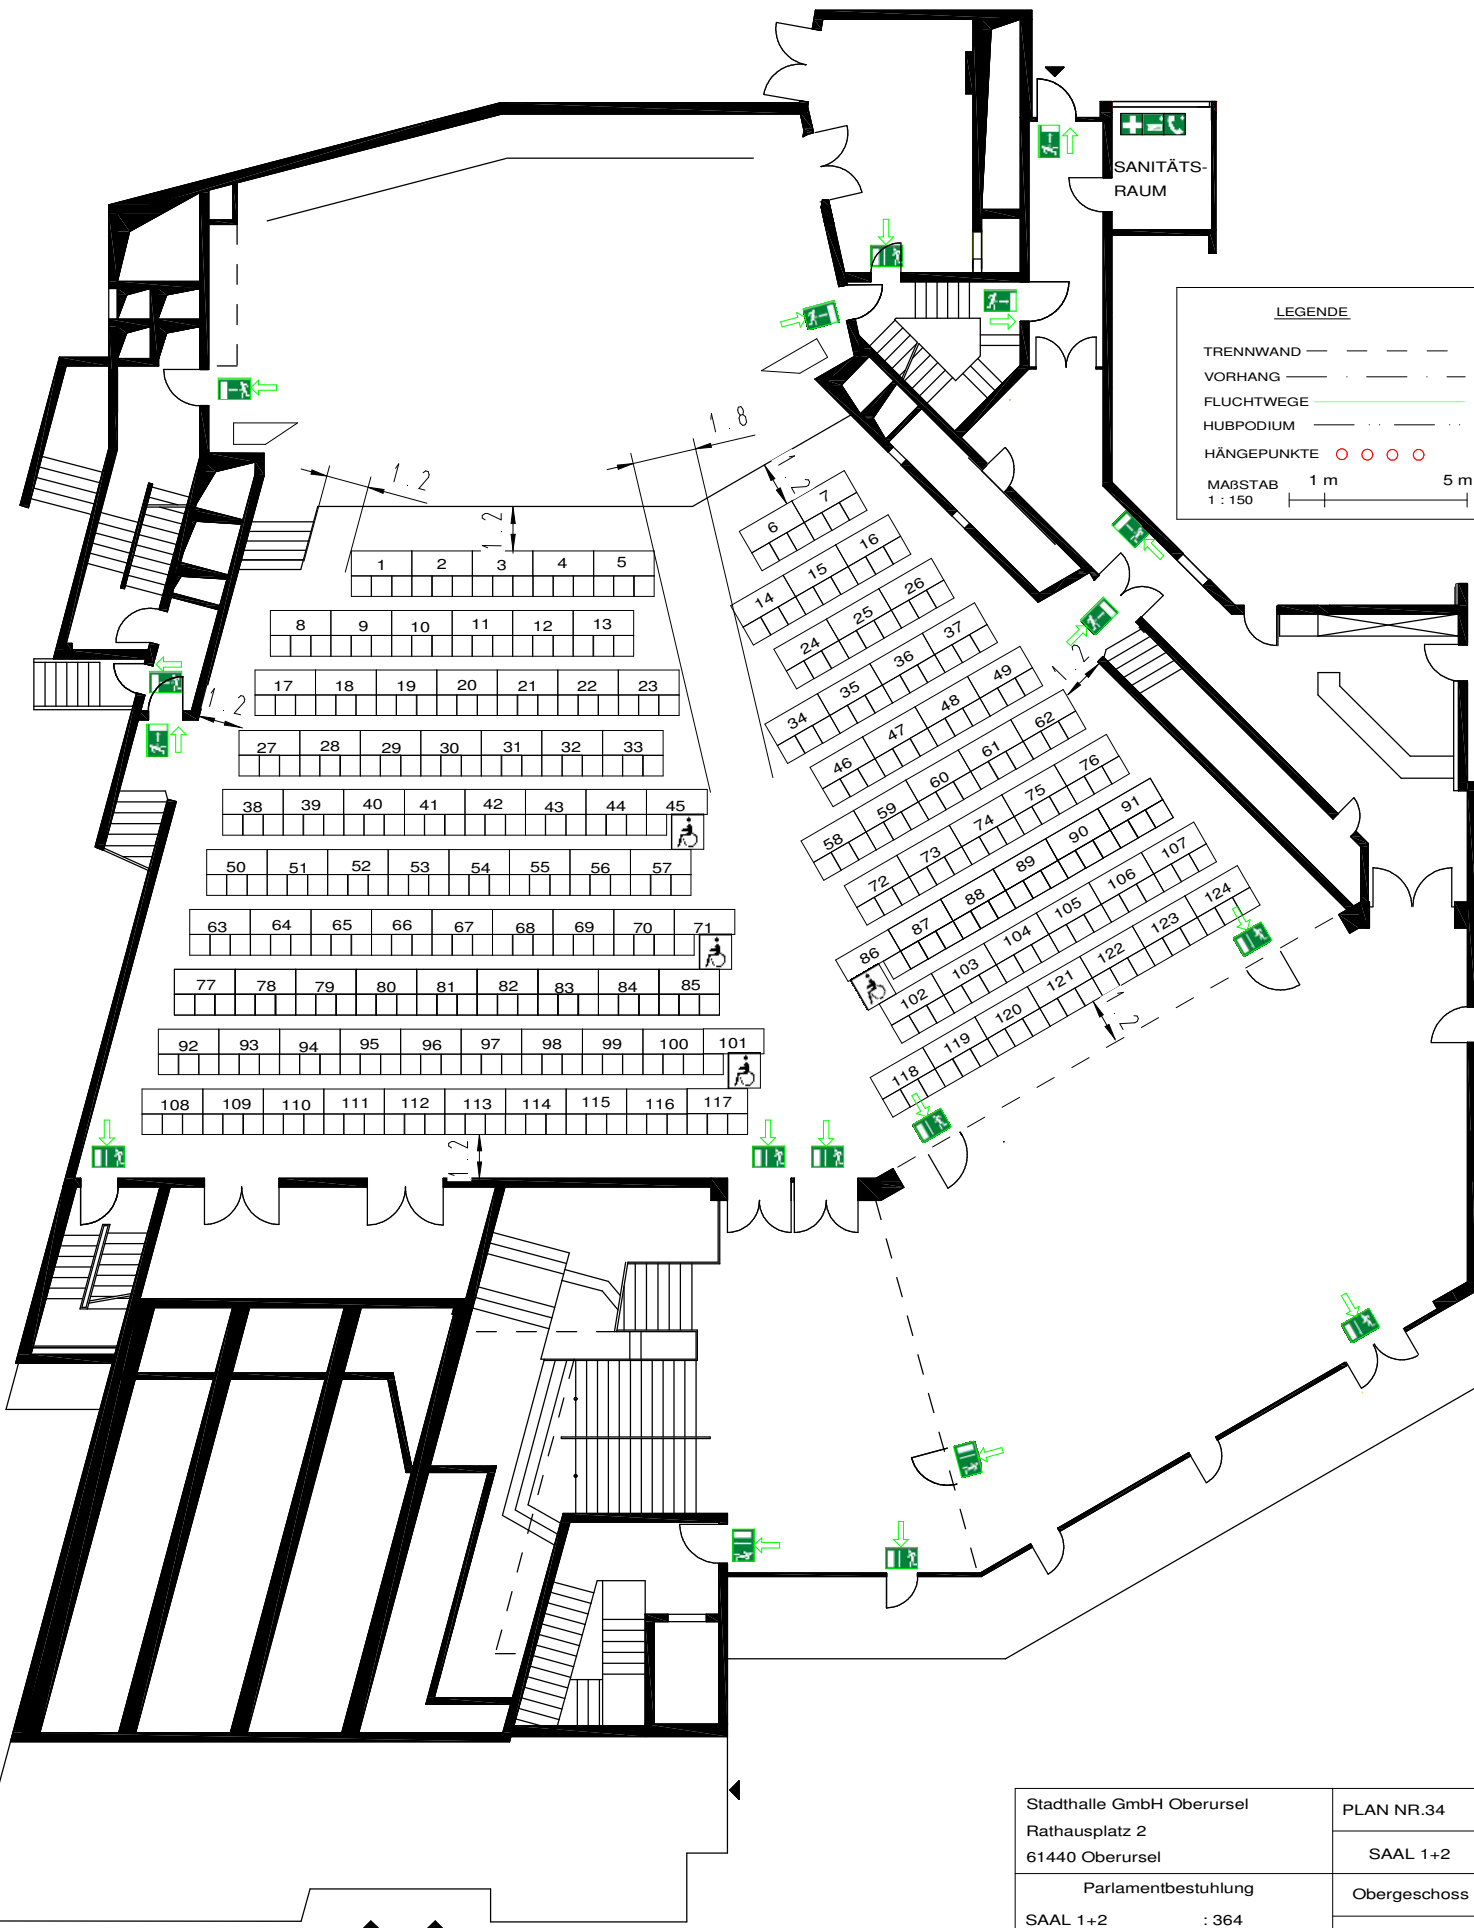 SANITÄTS-
RAUM
LEGENDE
TRENNWAND
VORHANG
FLUCHTWEGE
HUBPODIUM
HÄNGEPUNKTE
MAßSTAB 1 m 5 m
1 : 150
1.8
1.2
1.2
1.2
1 2 3 4 5
6 7
8 9 10 11 12 13
14 15 16
17 18 19 20 21 22 23
24 25 26
1.2
27 28 29 30 31 32 33
34 35 36 37
1.2
38 39 40 41 42 43 44 45
46 47 48 49
50 51 52 53 54 55 56 57
58 59 60 61 62
63 64 65 66 67 68 69 70 71
72 73 74 75 76
77 78 79 80 81 82 83 84 85
86 87 88 89 90 91
92 93 94 95 96 97 98 99 100 101
102 103 104 105 106 107
108 109 110 111 112 113 114 115 116 117
118 119 120 121 122 123 124
1.2
1.2
Stadthalle GmbH Oberursel
Rathausplatz 2
61440 Oberursel
PLAN NR.34
SAAL 1+2
Parlamentbestuhlung
Obergeschoss
SAAL 1+2 : 364